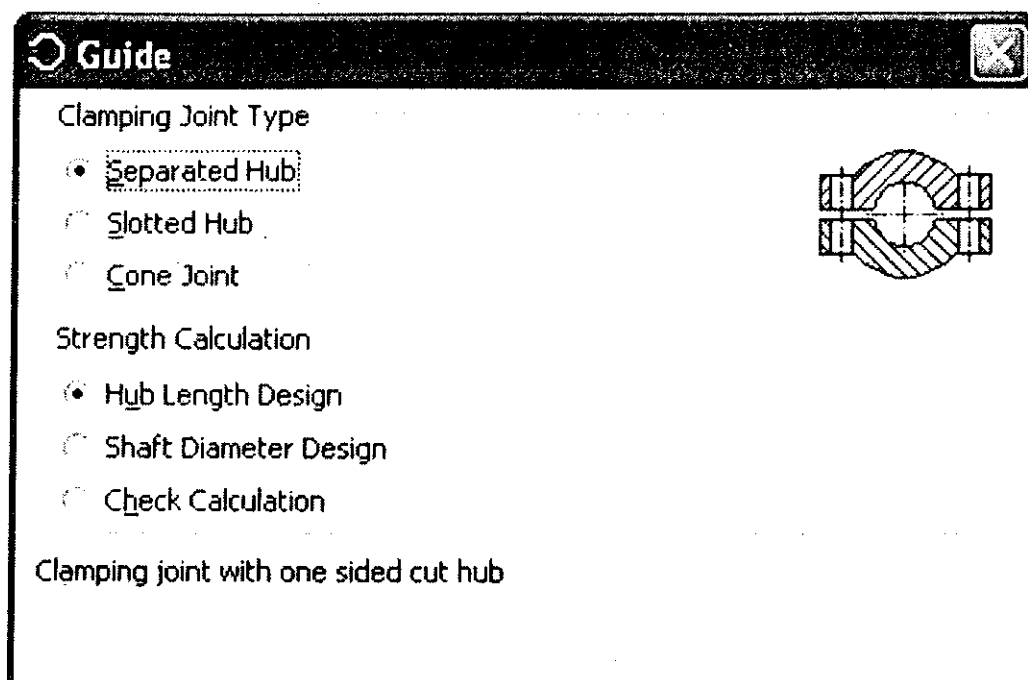 Guide
Clamping Joint Type
Separated Hub
Slotted Hub
Cone Joint
Strength Calculation
Hub Length Design
Shaft Diameter Design
Check Calculation
Clamping joint with one sided cut hub